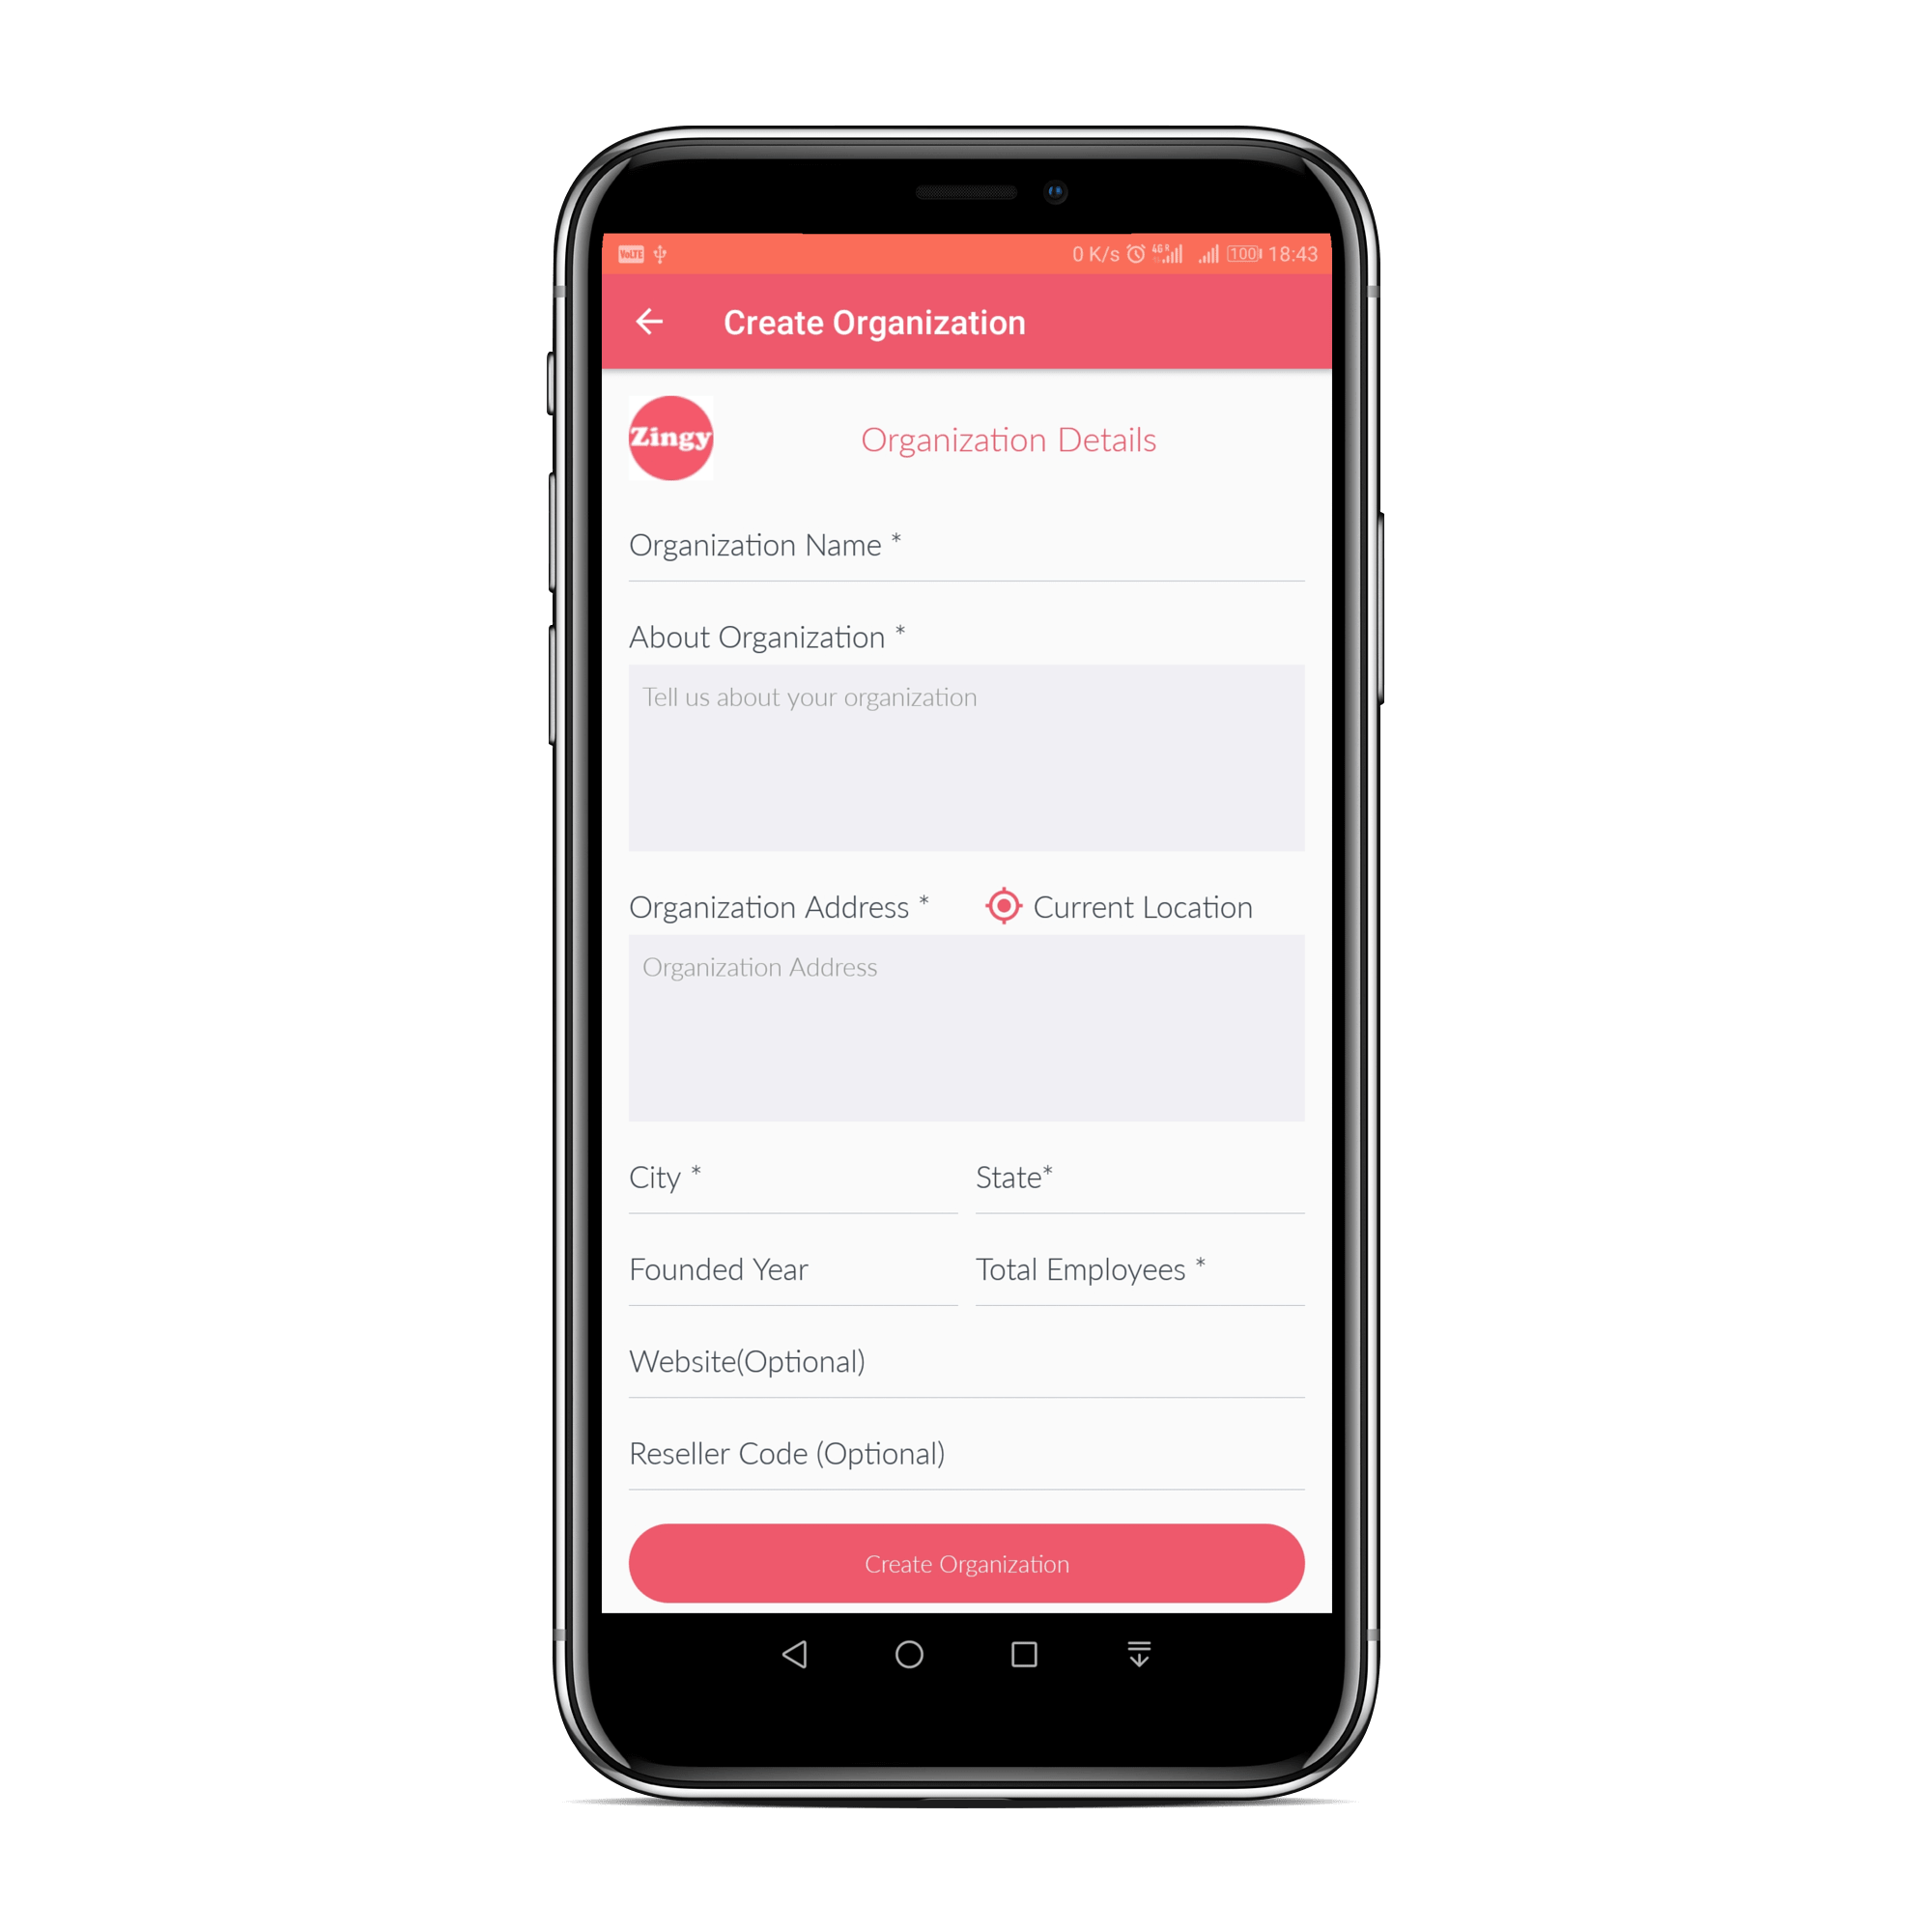 VoLTE 0 K/s 4G R 100 18:43
Create Organization
Zingy
Organization Details
Organization Name *
About Organization *
Tell us about your organization
Organization Address * Current Location
Organization Address
City * State*
Founded Year Total Employees *
Website(Optional)
Reseller Code (Optional)
Create Organization